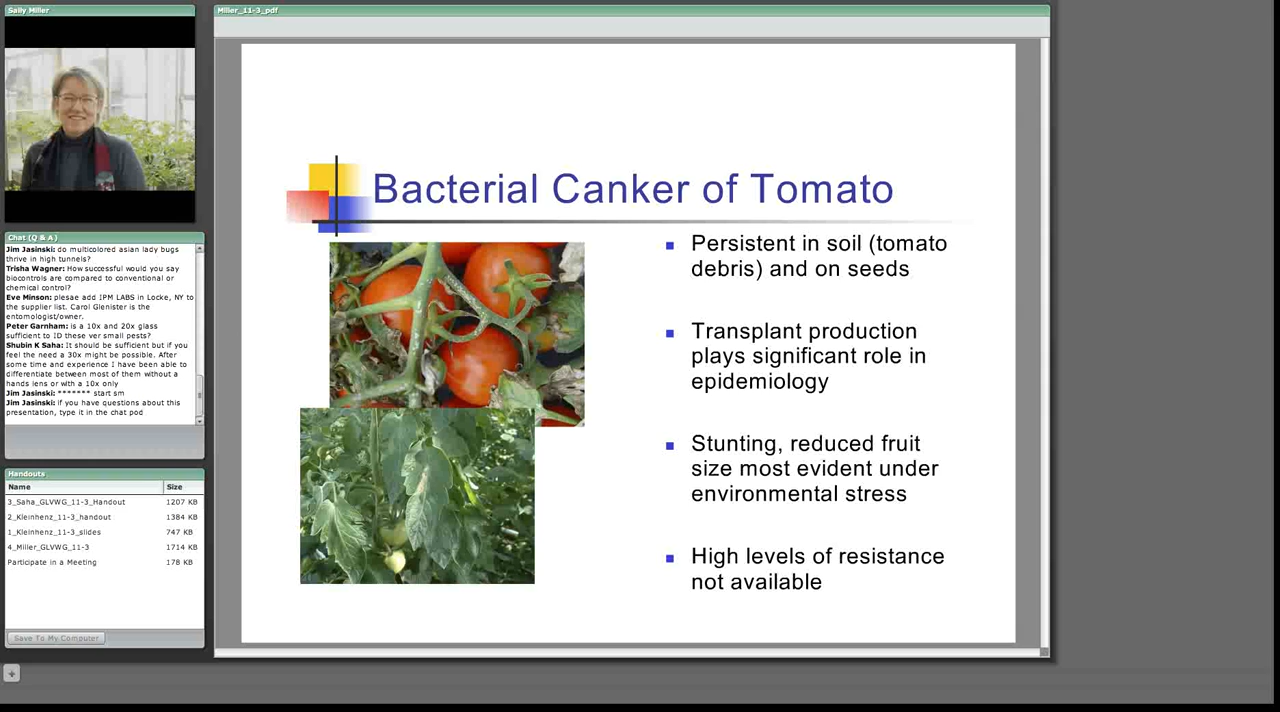 Sally Miller
Miller_11-3_pdf
Bacterial Canker of Tomato
Persistent in soil (tomato
debris) and on seeds
Transplant production
plays significant role in
epidemiology
Stunting, reduced fruit
size most evident under
environmental stress
High levels of resistance
not available
Chat (Q & A)
Jim Jasinski: do multicolored asian lady bugs
thrive in high tunnels?
Trisha Wagner: How successful would you say
biocontrols are compared to conventional or
chemical control?
Eve Minson: plesae add IPM LABS in Locke, NY to
the supplier list. Carol Glenister is the
entomologist/owner.
Peter Garnham: is a 10x and 20x glass
sufficient to ID these ver small pests?
Shubin K Saha: It should be sufficient but if you
feel the need a 30x might be possible. After
some time and experience I have been able to
differentiate between most of them without a
hands lens or with a 10x only
Jim Jasinski: ******* start sm
Jim Jasinski: If you have questions about this
presentation, type it in the chat pod
Handouts
Name Size
3_Saha_GLVWG_11-3_Handout 1207 KB
2_Kleinhenz_11-3_handout 1384 KB
1_Kleinhenz_11-3_slides 747 KB
4_Miller_GLVWG_11-3 1714 KB
Participate in a Meeting 178 KB
Save To My Computer